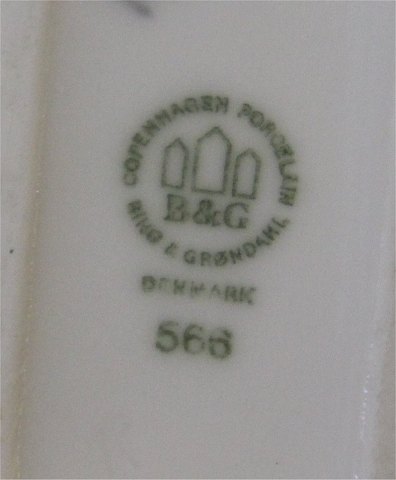 COPENHAGEN PORCELAIN
B&G
BING & GRØNDAHL
DENMARK
566